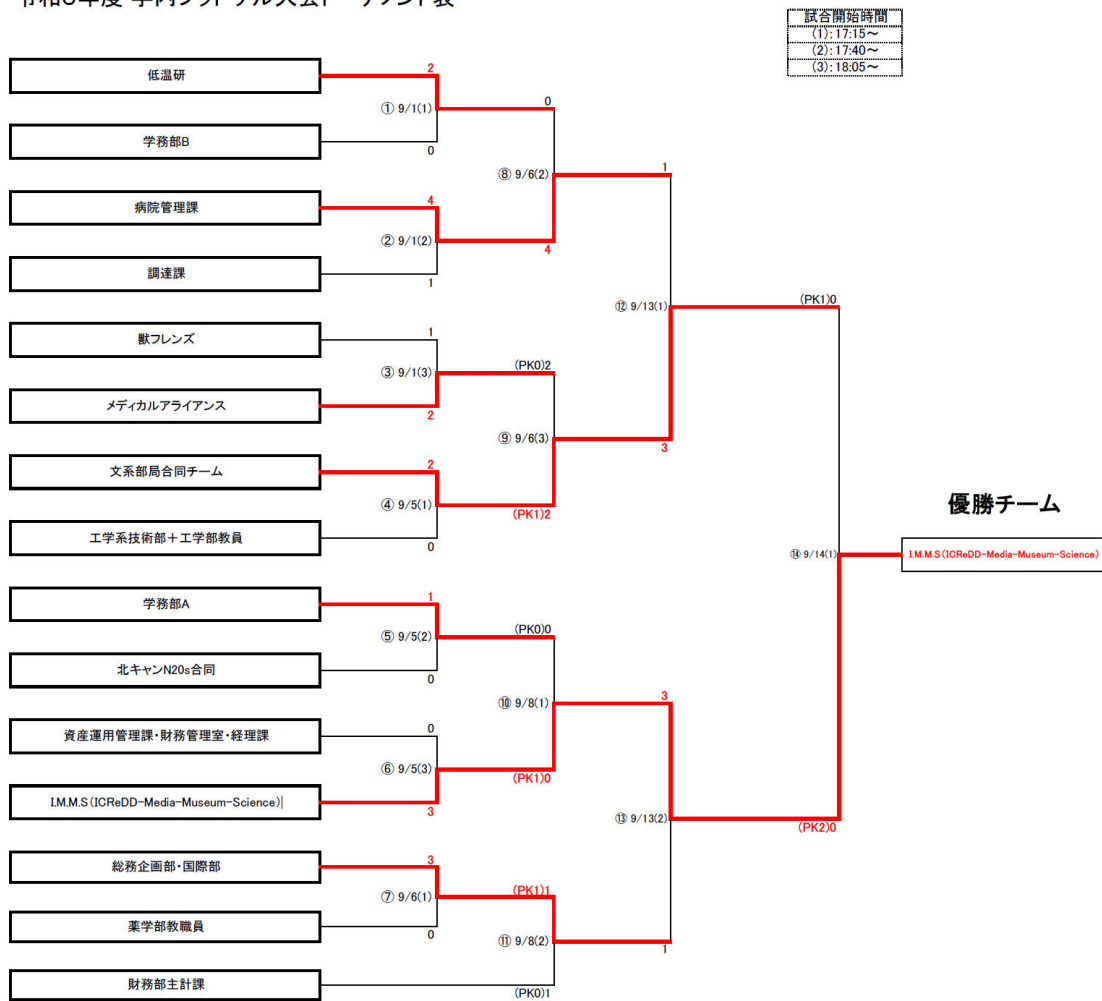 試合開始時間
(1):17:15～
(2):17:40～
(3):18:05～
低温研
2
① 9/1(1)
0
学務部B
0
⑧ 9/6(2)
1
病院管理課
4
② 9/1(2)
4
調達課
1
⑫ 9/13(1)
(PK1)0
獣フレンズ
1
③ 9/1(3)
(PK0)2
メディカルアライアンス
2
⑨ 9/6(3)
3
文系部局合同チーム
2
④ 9/5(1)
(PK1)2
工学系技術部＋工学部教員
0
優勝チーム
⑭ 9/14(1)
I.M.M.S(ICReDD-Media-Museum-Science)
学務部A
1
⑤ 9/5(2)
(PK0)0
北キャンN20s合同
0
⑩ 9/8(1)
3
資産運用管理課・財務管理室・経理課
0
⑥ 9/5(3)
(PK1)0
I.M.M.S(ICReDD-Media-Museum-Science)
3
⑬ 9/13(2)
(PK2)0
総務企画部・国際部
3
⑦ 9/6(1)
(PK1)1
薬学部教職員
0
⑪ 9/8(2)
1
財務部主計課
(PK0)1